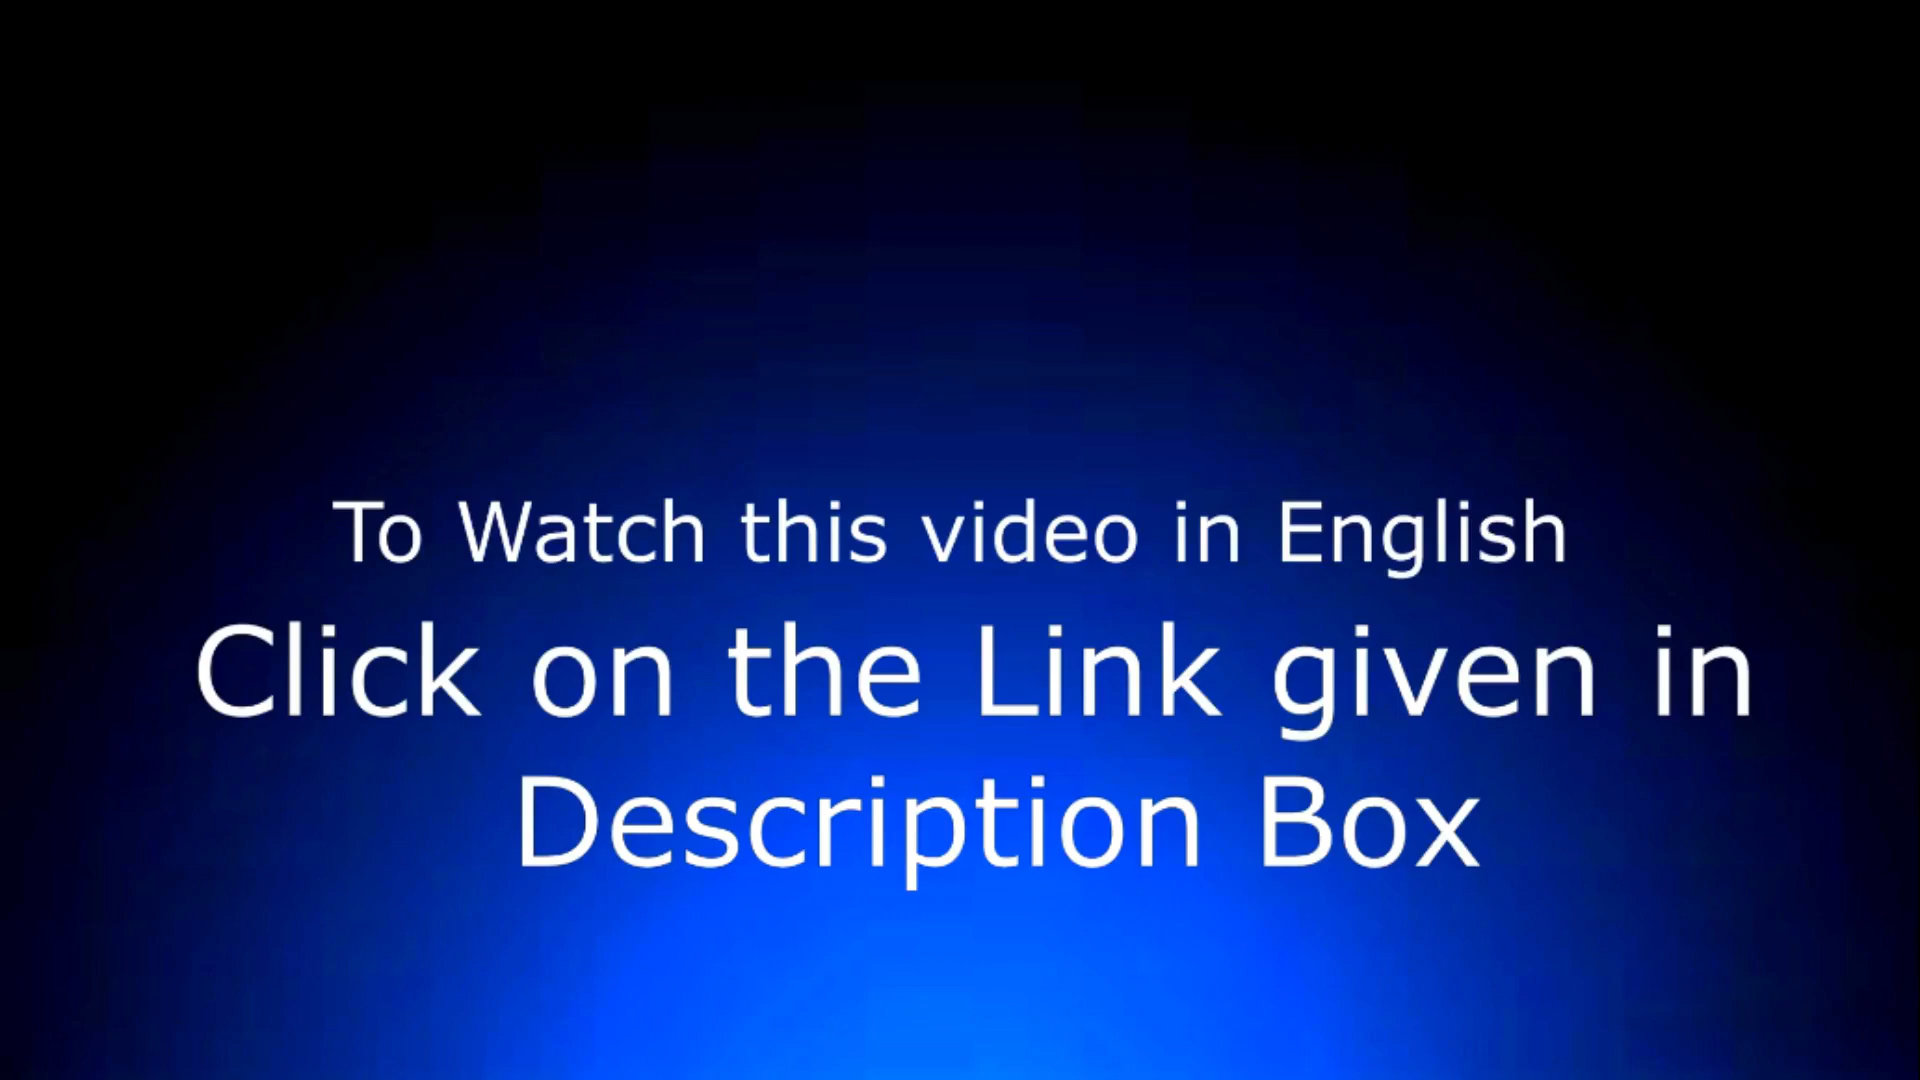 To Watch this video in English
Click on the Link given in
Description Box